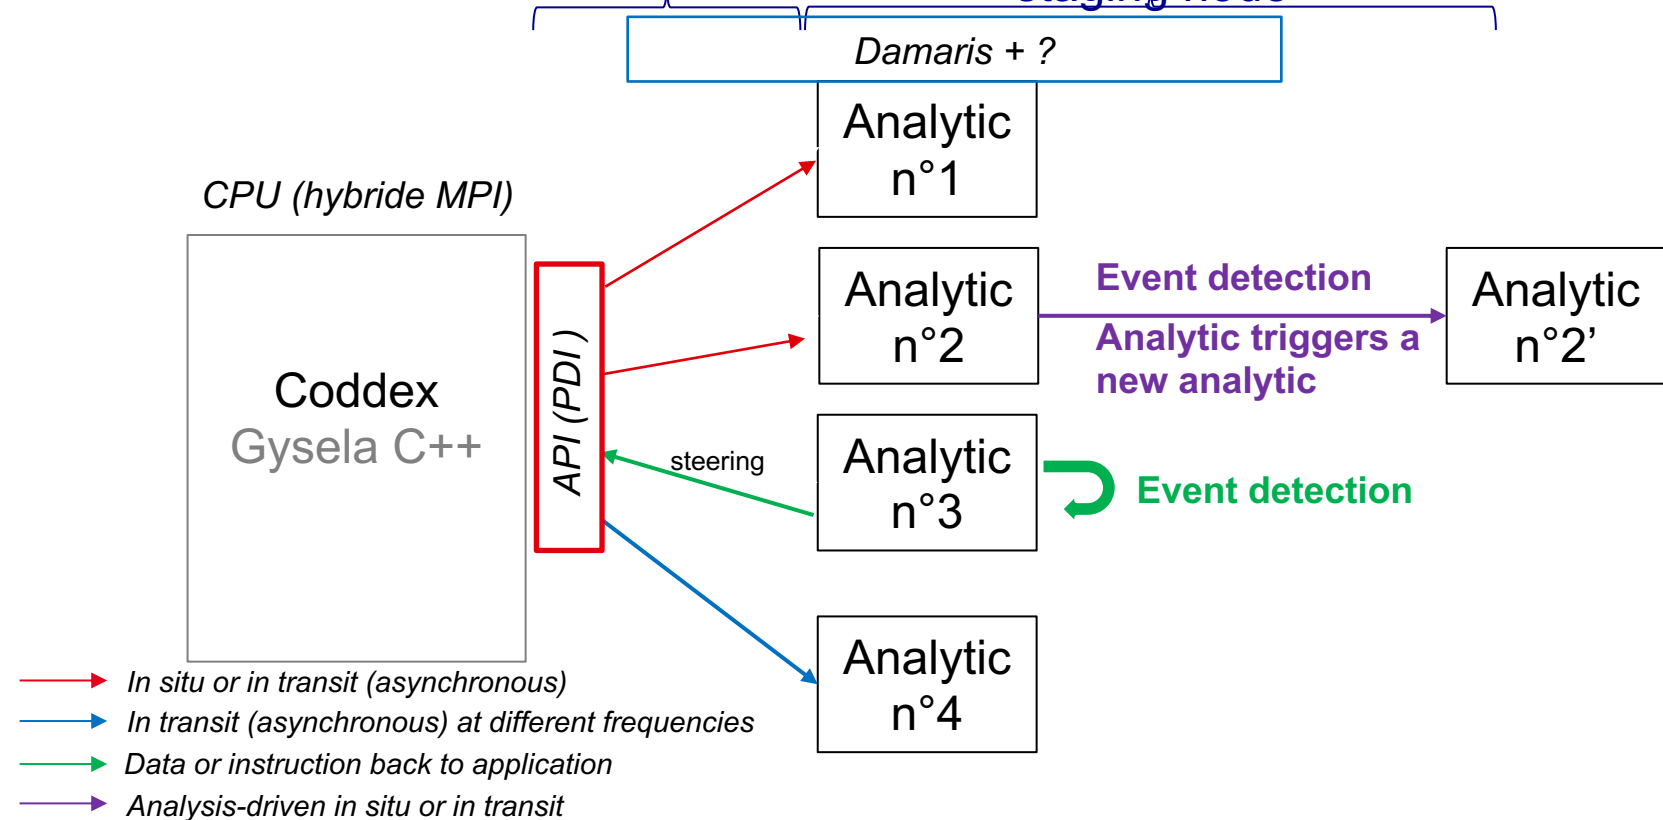 staging node
Damaris + ?
Analytic
n°1
CPU (hybride MPI)
Coddex
Gysela C++
API (PDI )
Analytic
n°2
Event detection
Analytic triggers a
new analytic
Analytic
n°2’
steering
Analytic
n°3
Event detection
Analytic
n°4
In situ or in transit (asynchronous)
In transit (asynchronous) at different frequencies
Data or instruction back to application
Analysis-driven in situ or in transit